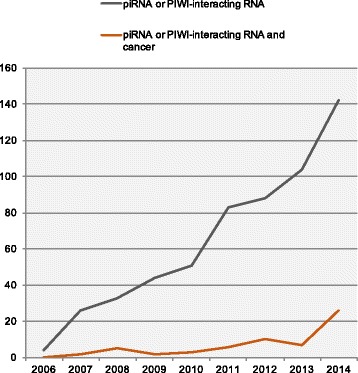 piRNA or PIWI-interacting RNA
piRNA or PIWI-interacting RNA and
cancer
160
140
120
100
80
60
40
20
0
2006 2007 2008 2009 2010 2011 2012 2013 2014